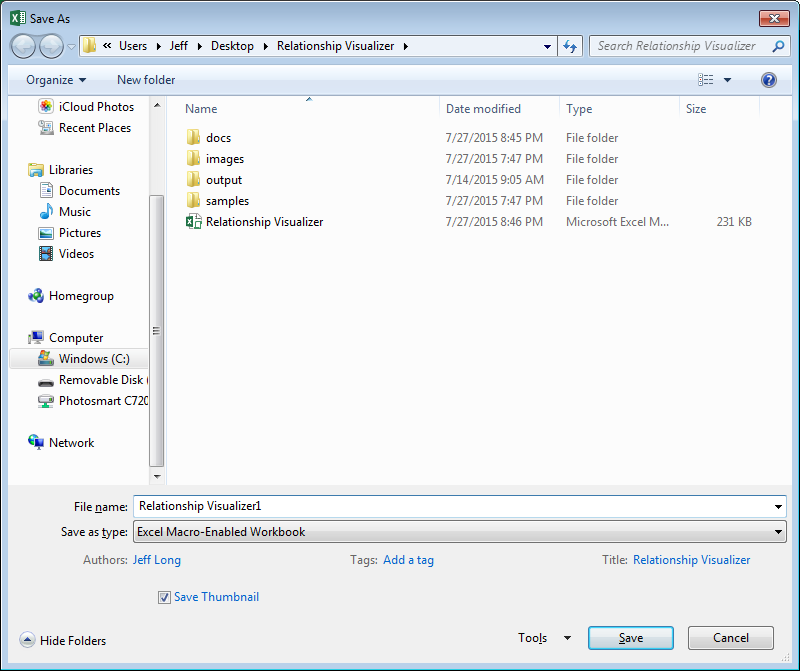 Save As
« Users Jeff Desktop Relationship Visualizer Search Relationship Visualizer
Organize New folder
iCloud Photos
Recent Places
Libraries
Documents
Music
Pictures
Videos
Homegroup
Computer
Windows (C:)
Removable Disk (
Photosmart C720
Network
Name Date modified Type Size
docs 7/27/2015 8:45 PM File folder
images 7/27/2015 7:47 PM File folder
output 7/14/2015 9:05 AM File folder
samples 7/27/2015 7:47 PM File folder
Relationship Visualizer 7/27/2015 8:46 PM Microsoft Excel M... 231 KB
File name: Relationship Visualizer1
Save as type: Excel Macro-Enabled Workbook
Authors: Jeff Long Tags: Add a tag Title: Relationship Visualizer
Save Thumbnail
Hide Folders Tools Save Cancel